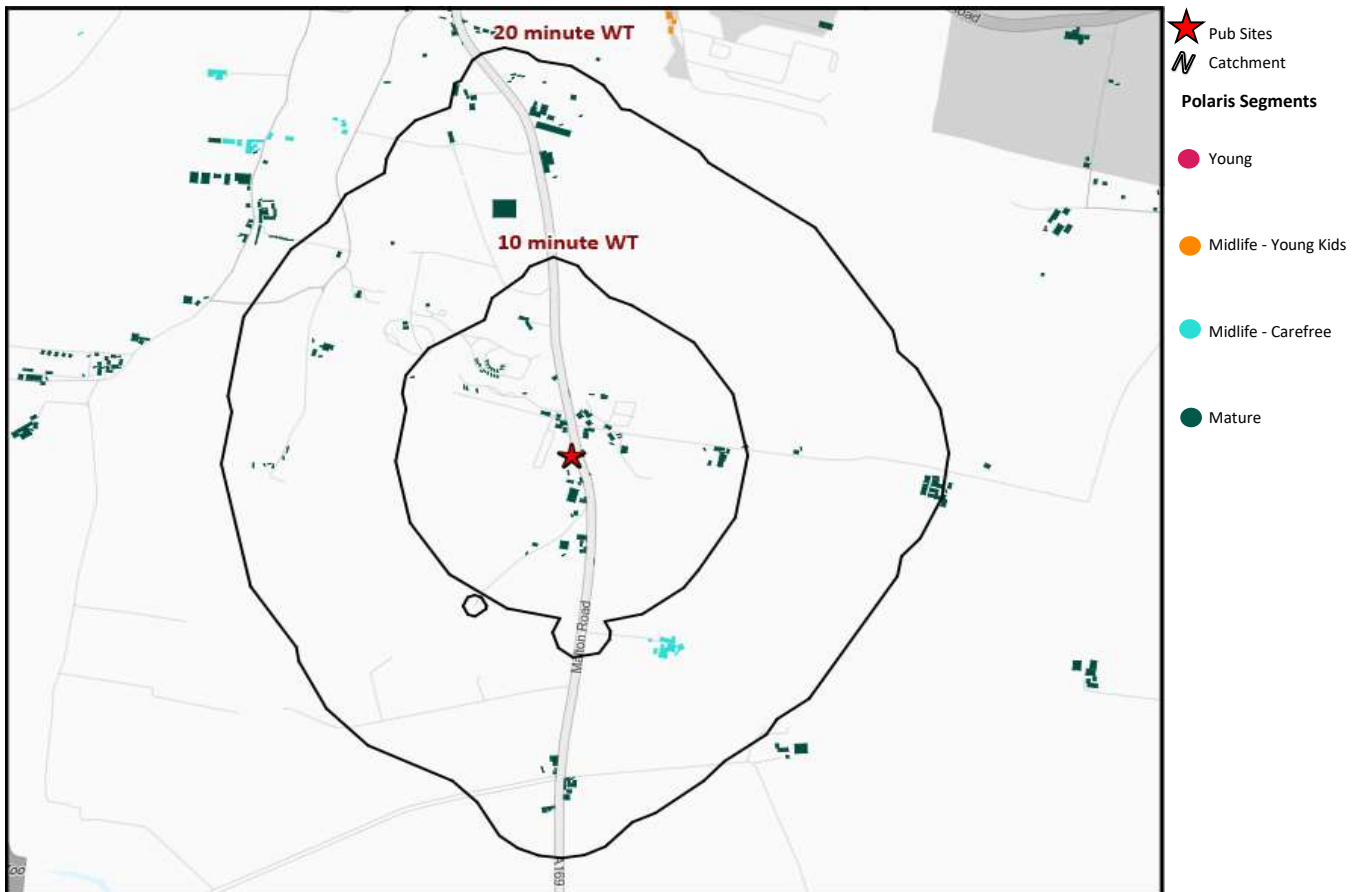 20 minute WT
10 minute WT
Malton Road
A169
Pub Sites
Catchment
Polaris Segments
Young
Midlife - Young Kids
Midlife - Carefree
Mature